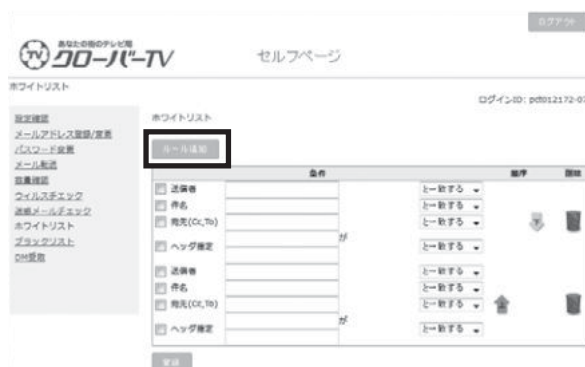 ログアウト
あなたの街のテレビ局
クローバーTV
セルフページ
ホワイトリスト
ログインID: pdt012172-0
設定確認
メールアドレス登録/変更
パスワード変更
メール転送
容量確認
ウィルスチェック
迷惑メールチェック
ホワイトリスト
ブラックリスト
DM受取
ホワイトリスト
ルール追加
条件 順序 削除
送信者 と一致する
件名 と一致する
宛先(Cc,To) と一致する
ヘッダ指定 が と一致する
送信者 と一致する
件名 と一致する
宛先(Cc,To) と一致する
ヘッダ指定 が と一致する
登録